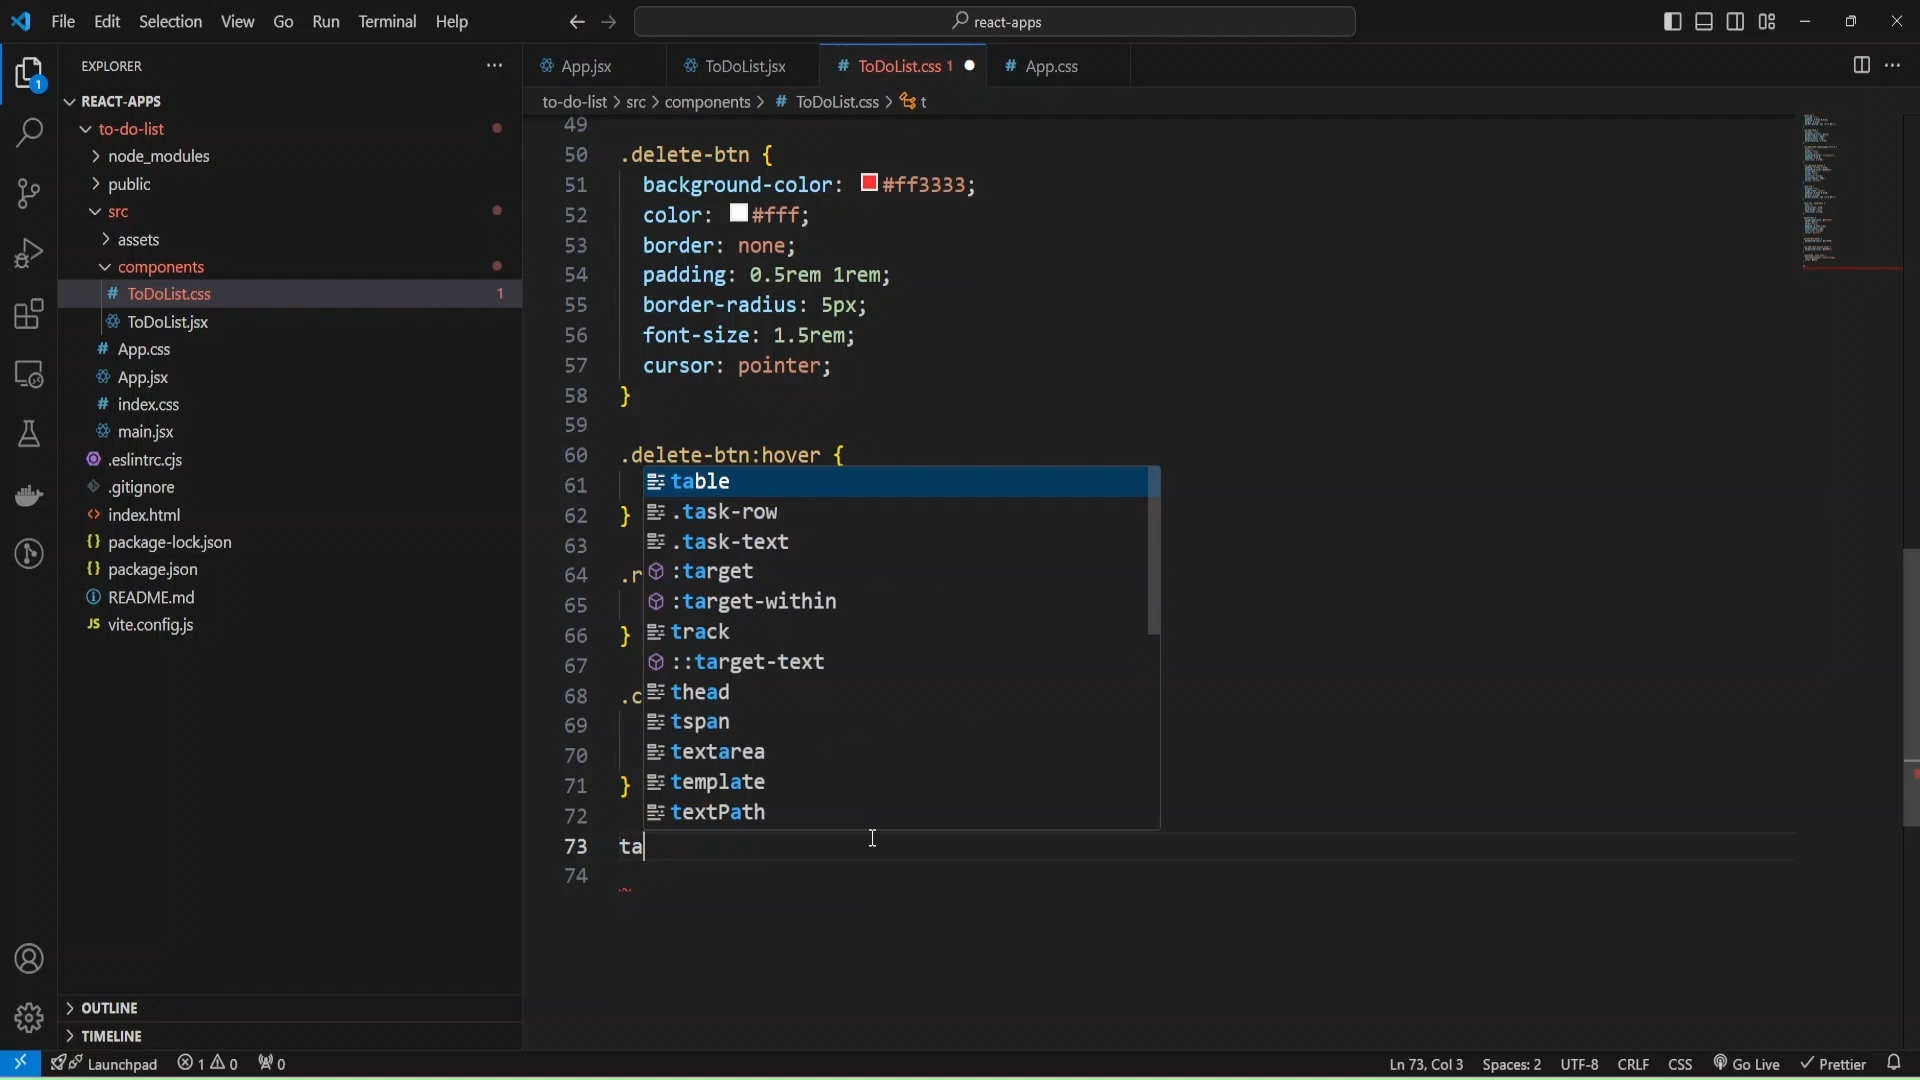 File Edit Selection View Go Run Terminal Help
react-apps
EXPLORER
REACT-APPS
to-do-list
node_modules
public
src
assets
components
# ToDoList.css 1
ToDoList.jsx
# App.css
App.jsx
# index.css
main.jsx
.eslintrc.cjs
.gitignore
<> index.html
{} package-lock.json
{} package.json
README.md
JS vite.config.js
OUTLINE
TIMELINE
1
App.jsx ToDoList.jsx # ToDoList.css 1 # App.css
to-do-list > src > components > # ToDoList.css > t
49
50 .delete-btn {
51 background-color: #ff3333;
52 color: #fff;
53 border: none;
54 padding: 0.5rem 1rem;
55 border-radius: 5px;
56 font-size: 1.5rem;
57 cursor: pointer;
58 }
59
60 .delete-btn:hover {
61
62 }
63
64 .r
65
66 }
67
68 .c
69
70
71 }
72
73 ta
74
table
.task-row
.task-text
:target
:target-within
track
::target-text
thead
tspan
textarea
template
textPath
Launchpad 1 0 0 Ln 73, Col 3 Spaces: 2 UTF-8 CRLF CSS Go Live Prettier